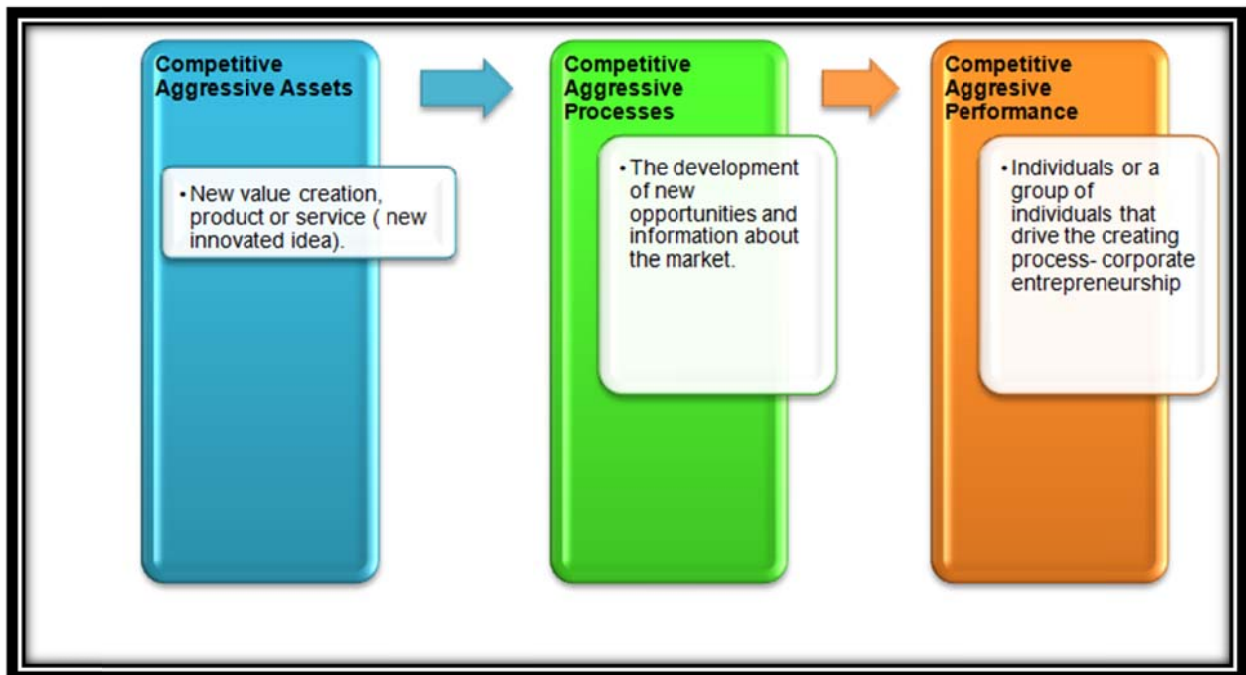 Competitive
Aggressive Assets
• New value creation,
product or service ( new
innovated idea).
Competitive
Aggressive
Processes
• The development
of new
opportunities and
information about
the market.
Competitive
Aggresive
Performance
• Individuals or a
group of
individuals that
drive the creating
process- corporate
entrepreneurship